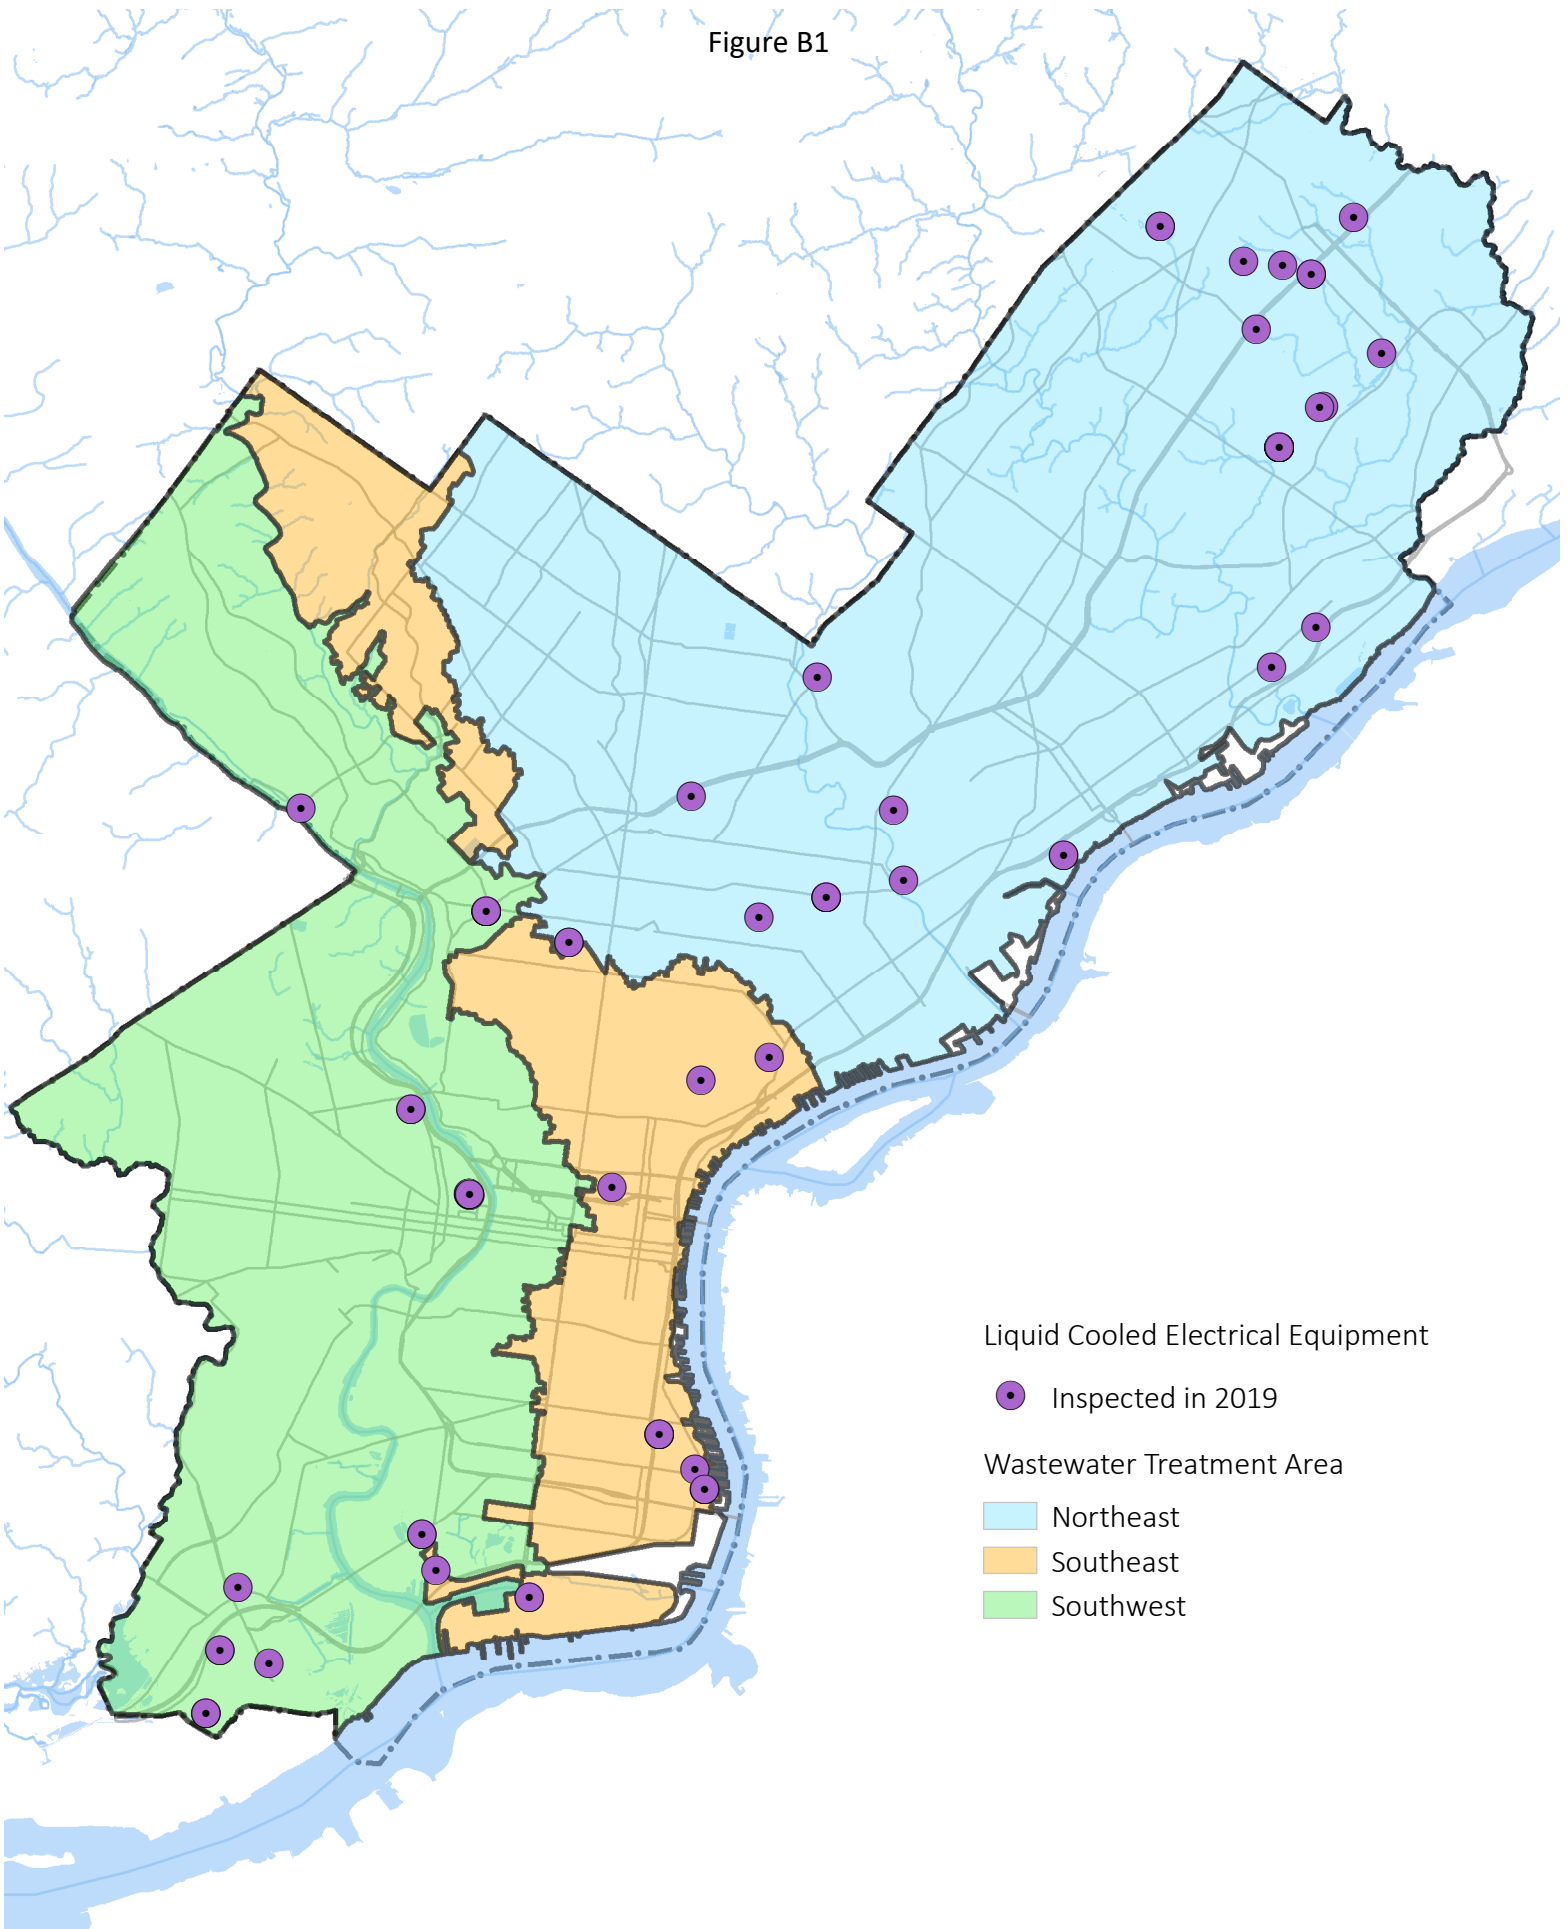 Figure B1
Liquid Cooled Electrical Equipment
Inspected in 2019
Wastewater Treatment Area
Northeast
Southeast
Southwest